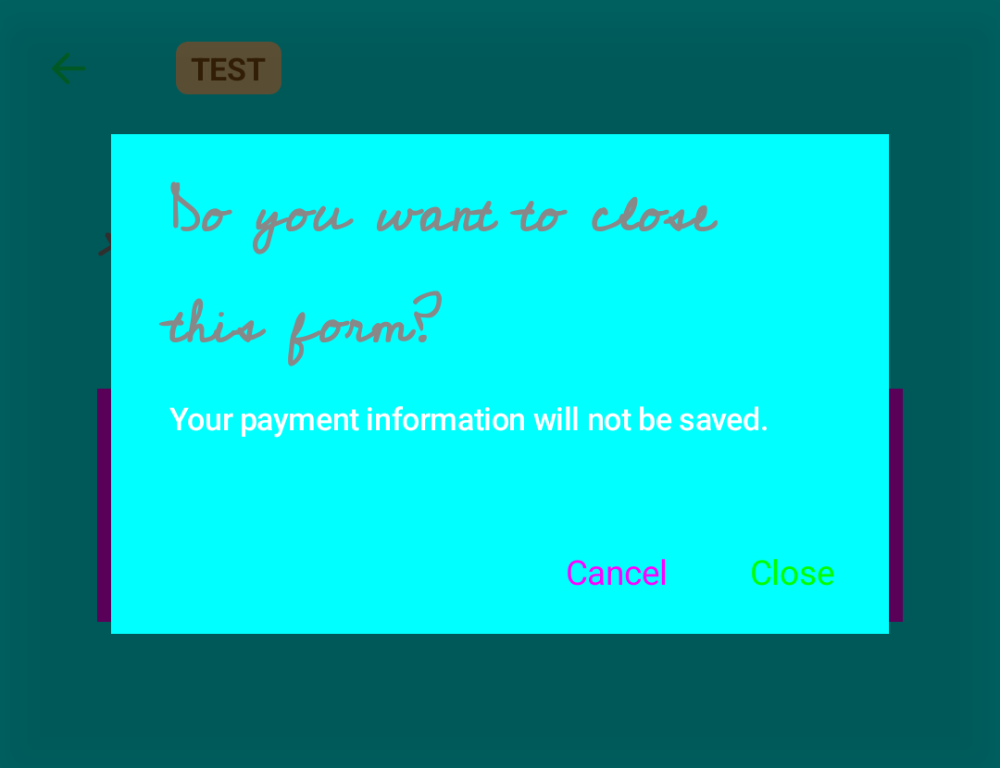 TEST
Do you want to close
this form?
Your payment information will not be saved.
Cancel Close